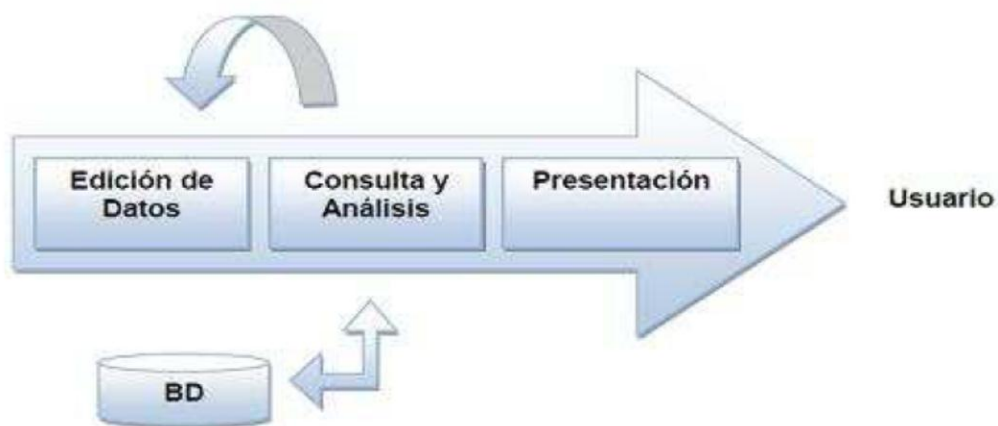 Edición de
Datos
Consulta y
Análisis
Presentación
Usuario
BD